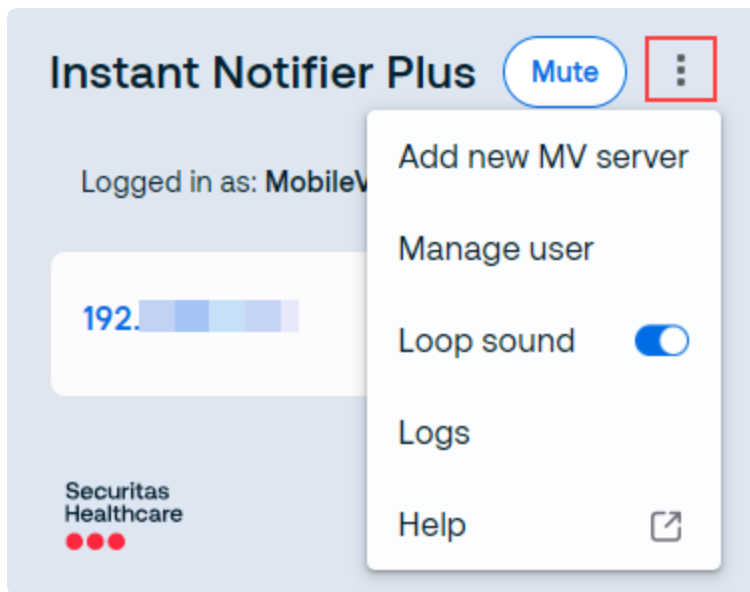 Instant Notifier Plus
Mute
Add new MV server
Logged in as: MobileV
Manage user
192.
Loop sound
Logs
Securitas
Healthcare
Help